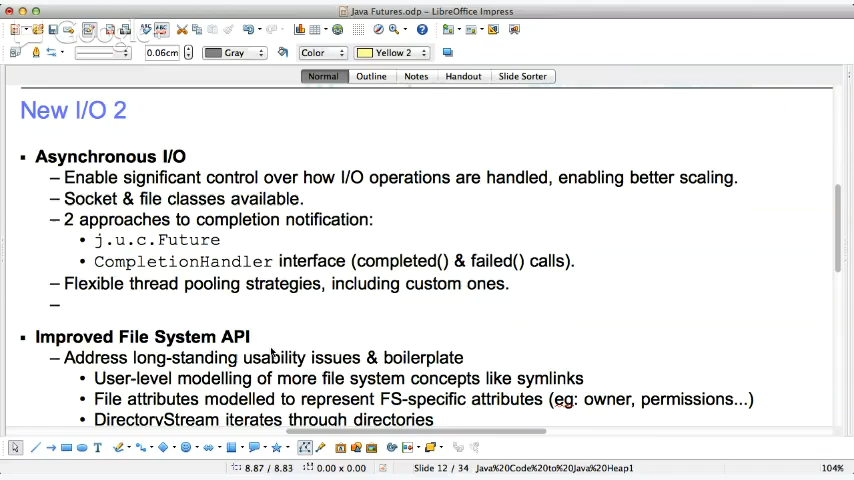 Java Futures.odp – LibreOffice Impress
0.06cm
Gray
Color
Yellow 2
Normal
Outline
Notes
Handout
Slide Sorter
New I/O 2
▪ Asynchronous I/O
– Enable significant control over how I/O operations are handled, enabling better scaling.
– Socket & file classes available.
– 2 approaches to completion notification:
• j.u.c.Future
• CompletionHandler interface (completed() & failed() calls).
– Flexible thread pooling strategies, including custom ones.
–
▪ Improved File System API
– Address long-standing usability issues & boilerplate
• User-level modelling of more file system concepts like symlinks
• File attributes modelled to represent FS-specific attributes (eg: owner, permissions...)
• DirectoryStream iterates through directories
8.87 / 8.83
0.00 x 0.00
Slide 12 / 34
Java%20Code%20to%20Java%20Heap1
104%